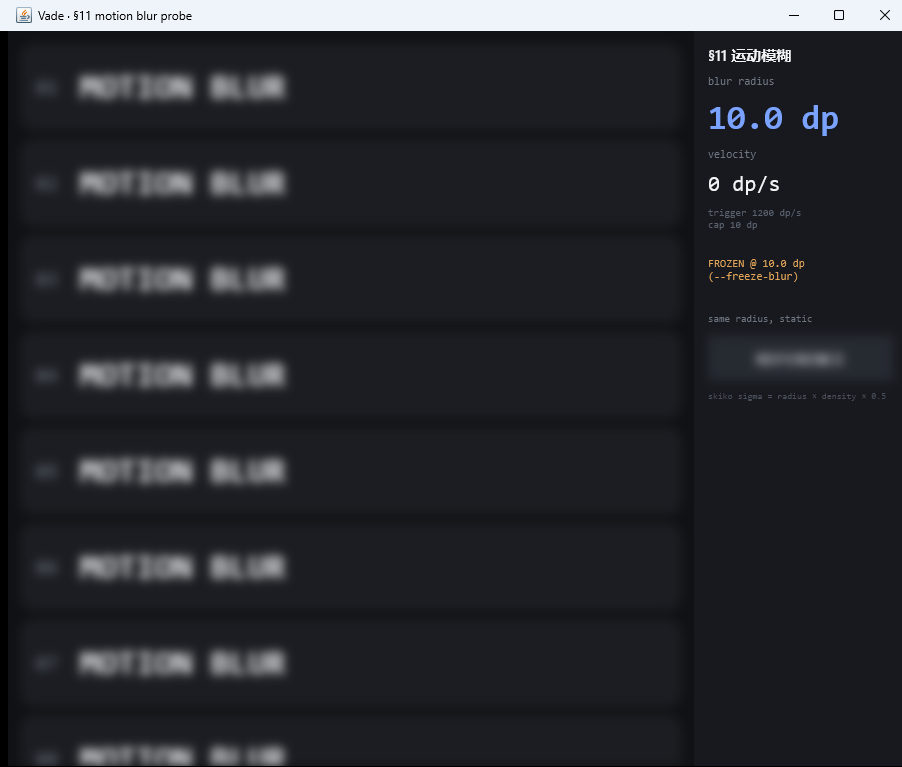 Vade · §11 motion blur probe
MOTION BLUR
MOTION BLUR
MOTION BLUR
MOTION BLUR
MOTION BLUR
MOTION BLUR
MOTION BLUR
MOTION BLUR
§11 运动模糊
blur radius
10.0 dp
velocity
0 dp/s
trigger 1200 dp/s
cap 10 dp
FROZEN @ 10.0 dp
(--freeze-blur)
same radius, static
skiko sigma = radius × density × 0.5